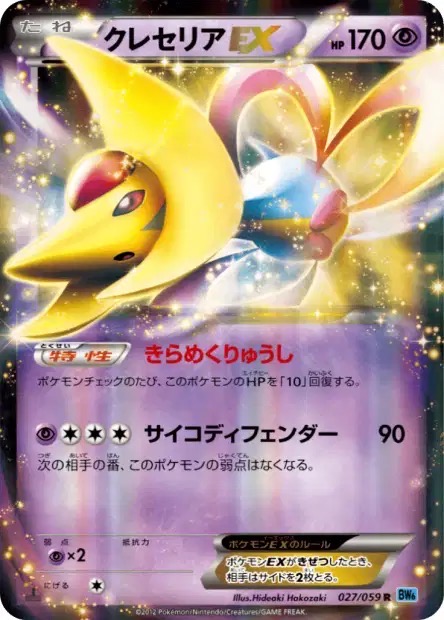 たね クレセリアEX HP170
とくせい
特性 きらめくりゅうし
ポケモンチェックのたび、このポケモンのHPを「10」回復する。
サイコディフェンダー 90
次の相手の番、このポケモンの弱点はなくなる。
弱点 抵抗力
×2
ポケモンEXのルール
ポケモンEXがきぜつしたとき、
相手はサイドを2枚とる。
にげる
Illus.Hideaki Hakozaki 027/059 R BW6
©2012 Pokémon/Nintendo/Creatures/GAME FREAK.